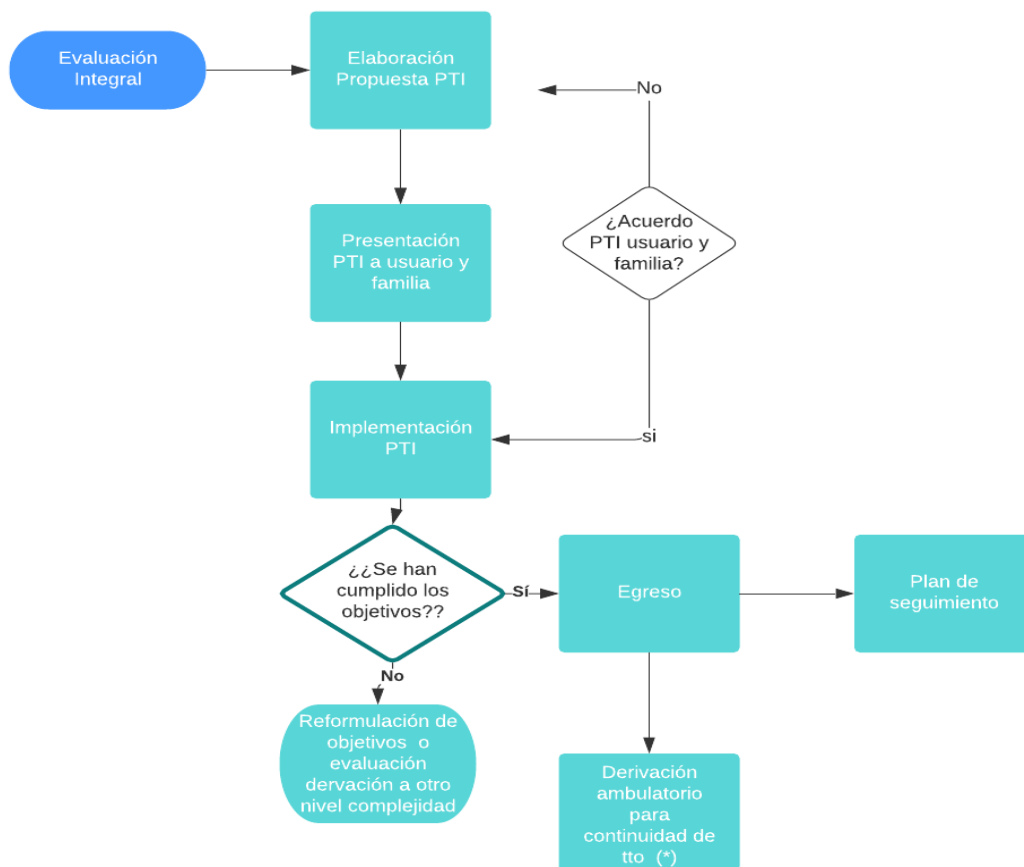 Evaluación
Integral
Elaboración
Propuesta PTI
No
¿Acuerdo
PTI usuario y
familia?
Presentación
PTI a usuario y
familia
Implementación
PTI
si
¿¿Se han
cumplido los
objetivos??
Sí
Egreso
Plan de
seguimiento
No
Reformulación de
objetivos o
evaluación
dervación a otro
nivel complejidad
Derivación
ambulatorio
para
continuidad de
tto (*)